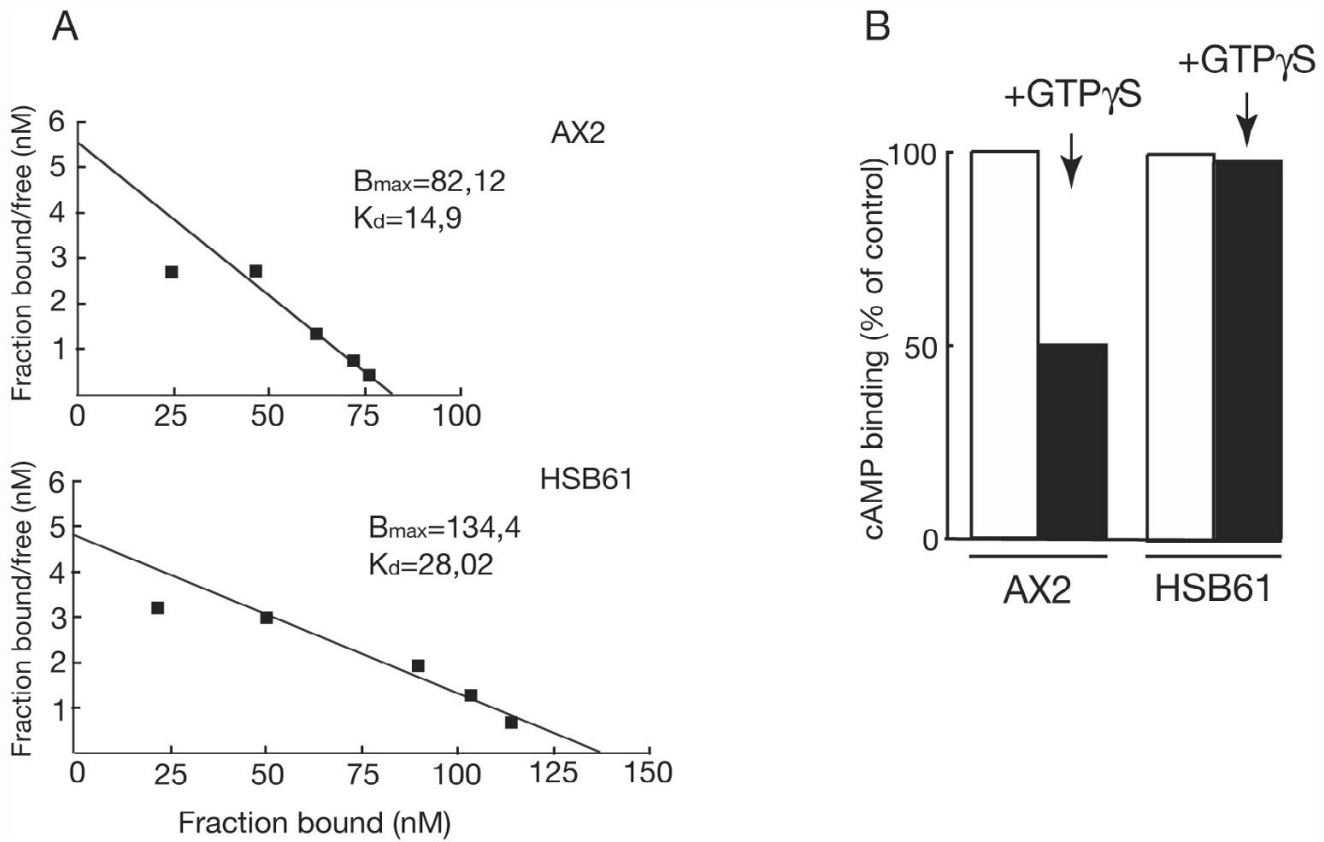 A
Fraction bound/free (nM)
6
5
4
3
2
1
0
25
50
75
100
AX2
Bmax=82,12
Kd=14,9
Fraction bound/free (nM)
6
5
4
3
2
1
0
25
50
75
100
125
150
HSB61
Bmax=134,4
Kd=28,02
Fraction bound (nM)
B
+GTPγS
+GTPγS
cAMP binding (% of control)
100
50
0
AX2
HSB61